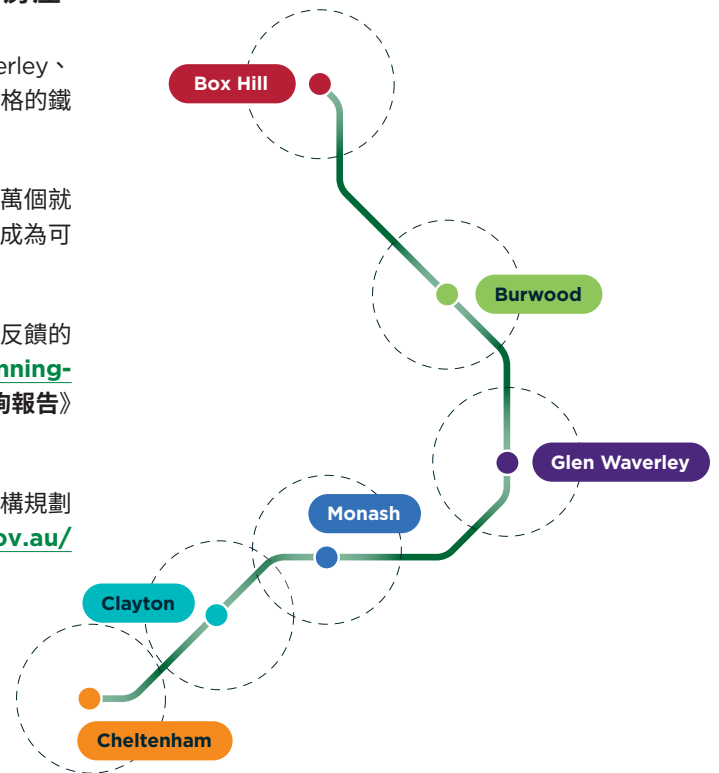 erley、
格的鐵
萬個就
成為可
反饋的
nning-
詢報告》
構規劃
ov.au/
Box Hill
Burwood
Glen Waverley
Monash
Clayton
Cheltenham